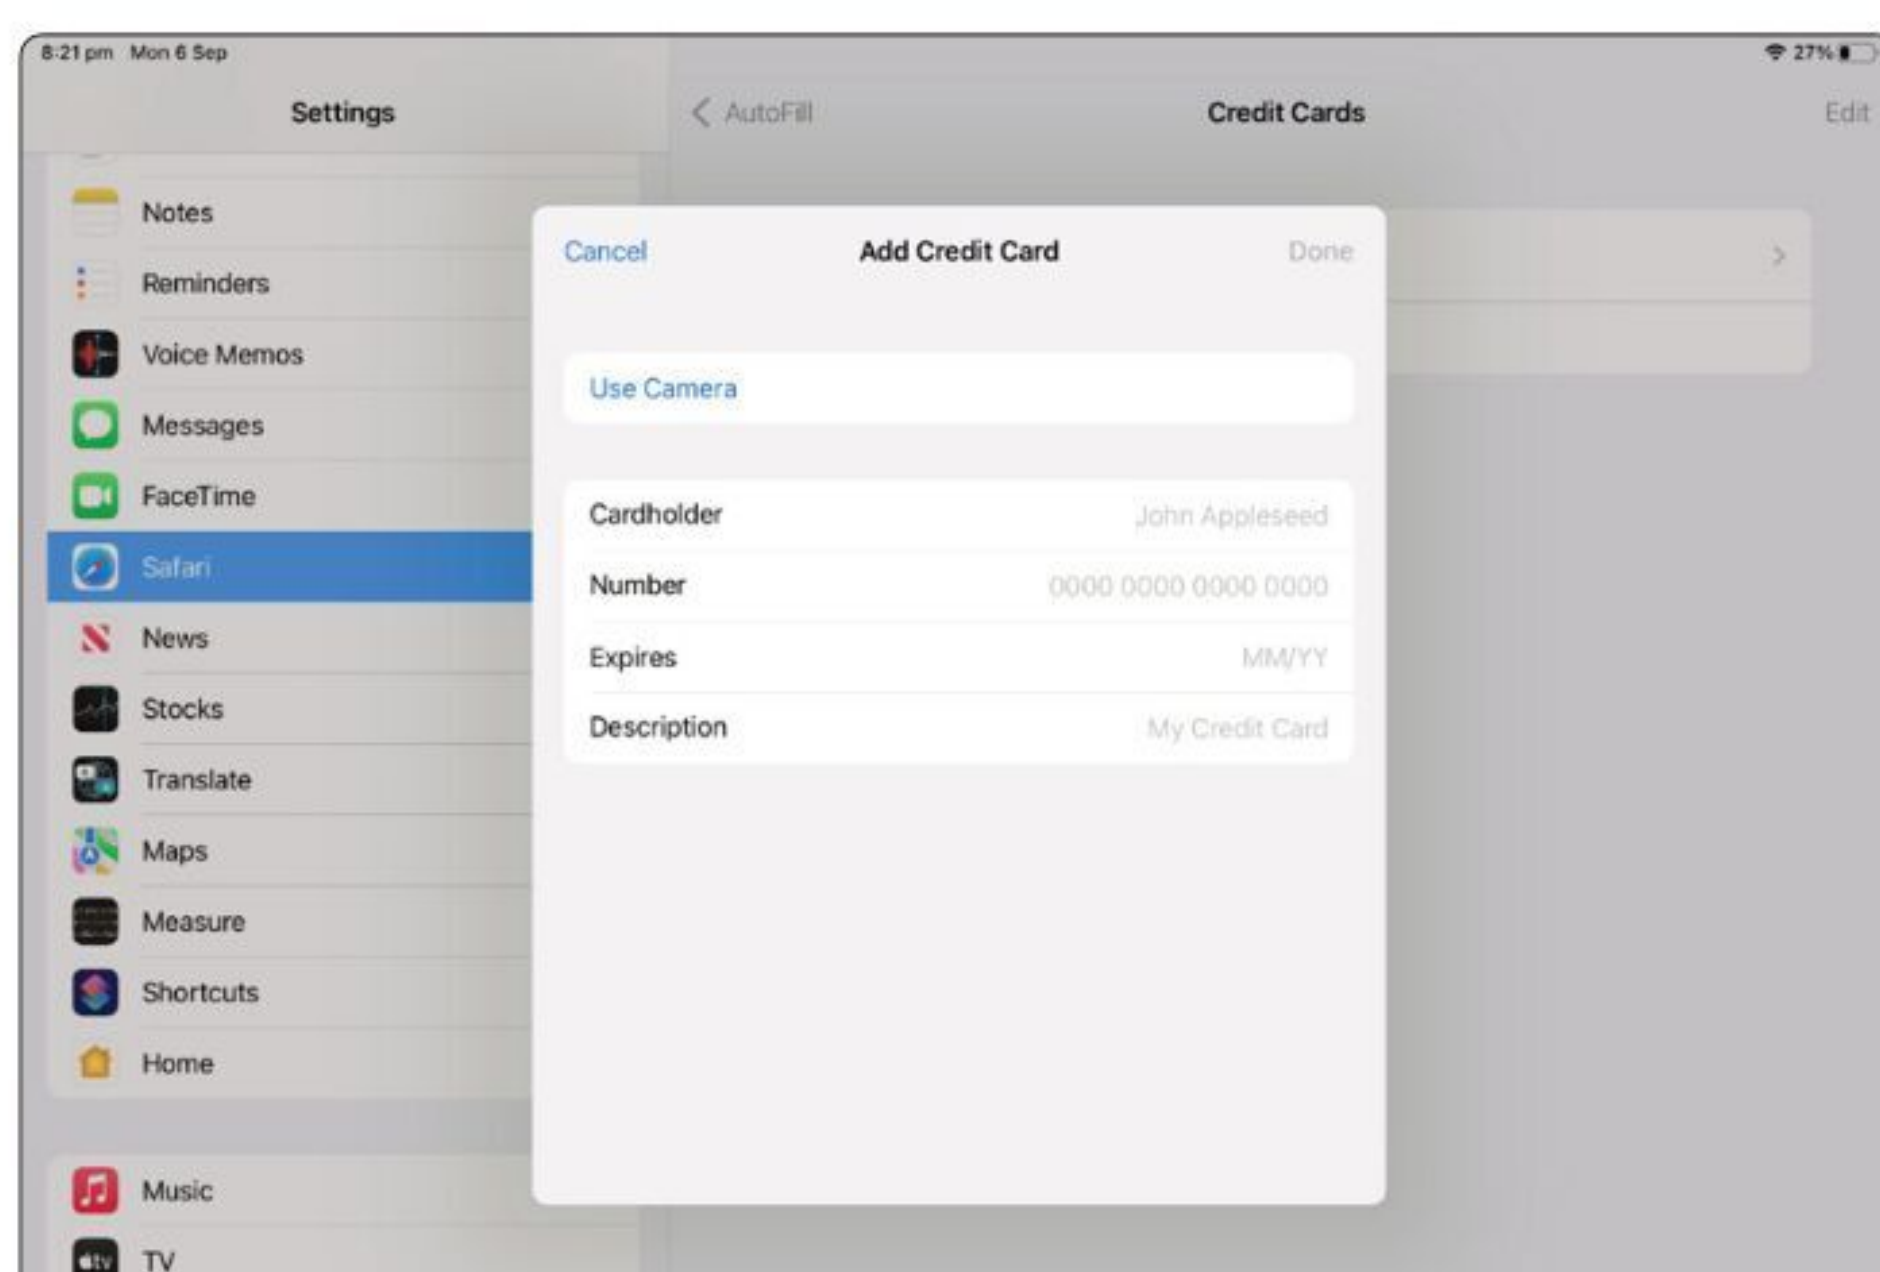 8:21 pm Mon 6 Sep
27%
Settings
AutoFill
Credit Cards
Edit
Notes
Reminders
Voice Memos
Messages
FaceTime
Safari
News
Stocks
Translate
Maps
Measure
Shortcuts
Home
Music
tv
TV
Cancel
Add Credit Card
Done
Use Camera
Cardholder John Appleseed
Number 0000 0000 0000 0000
Expires MM/YY
Description My Credit Card